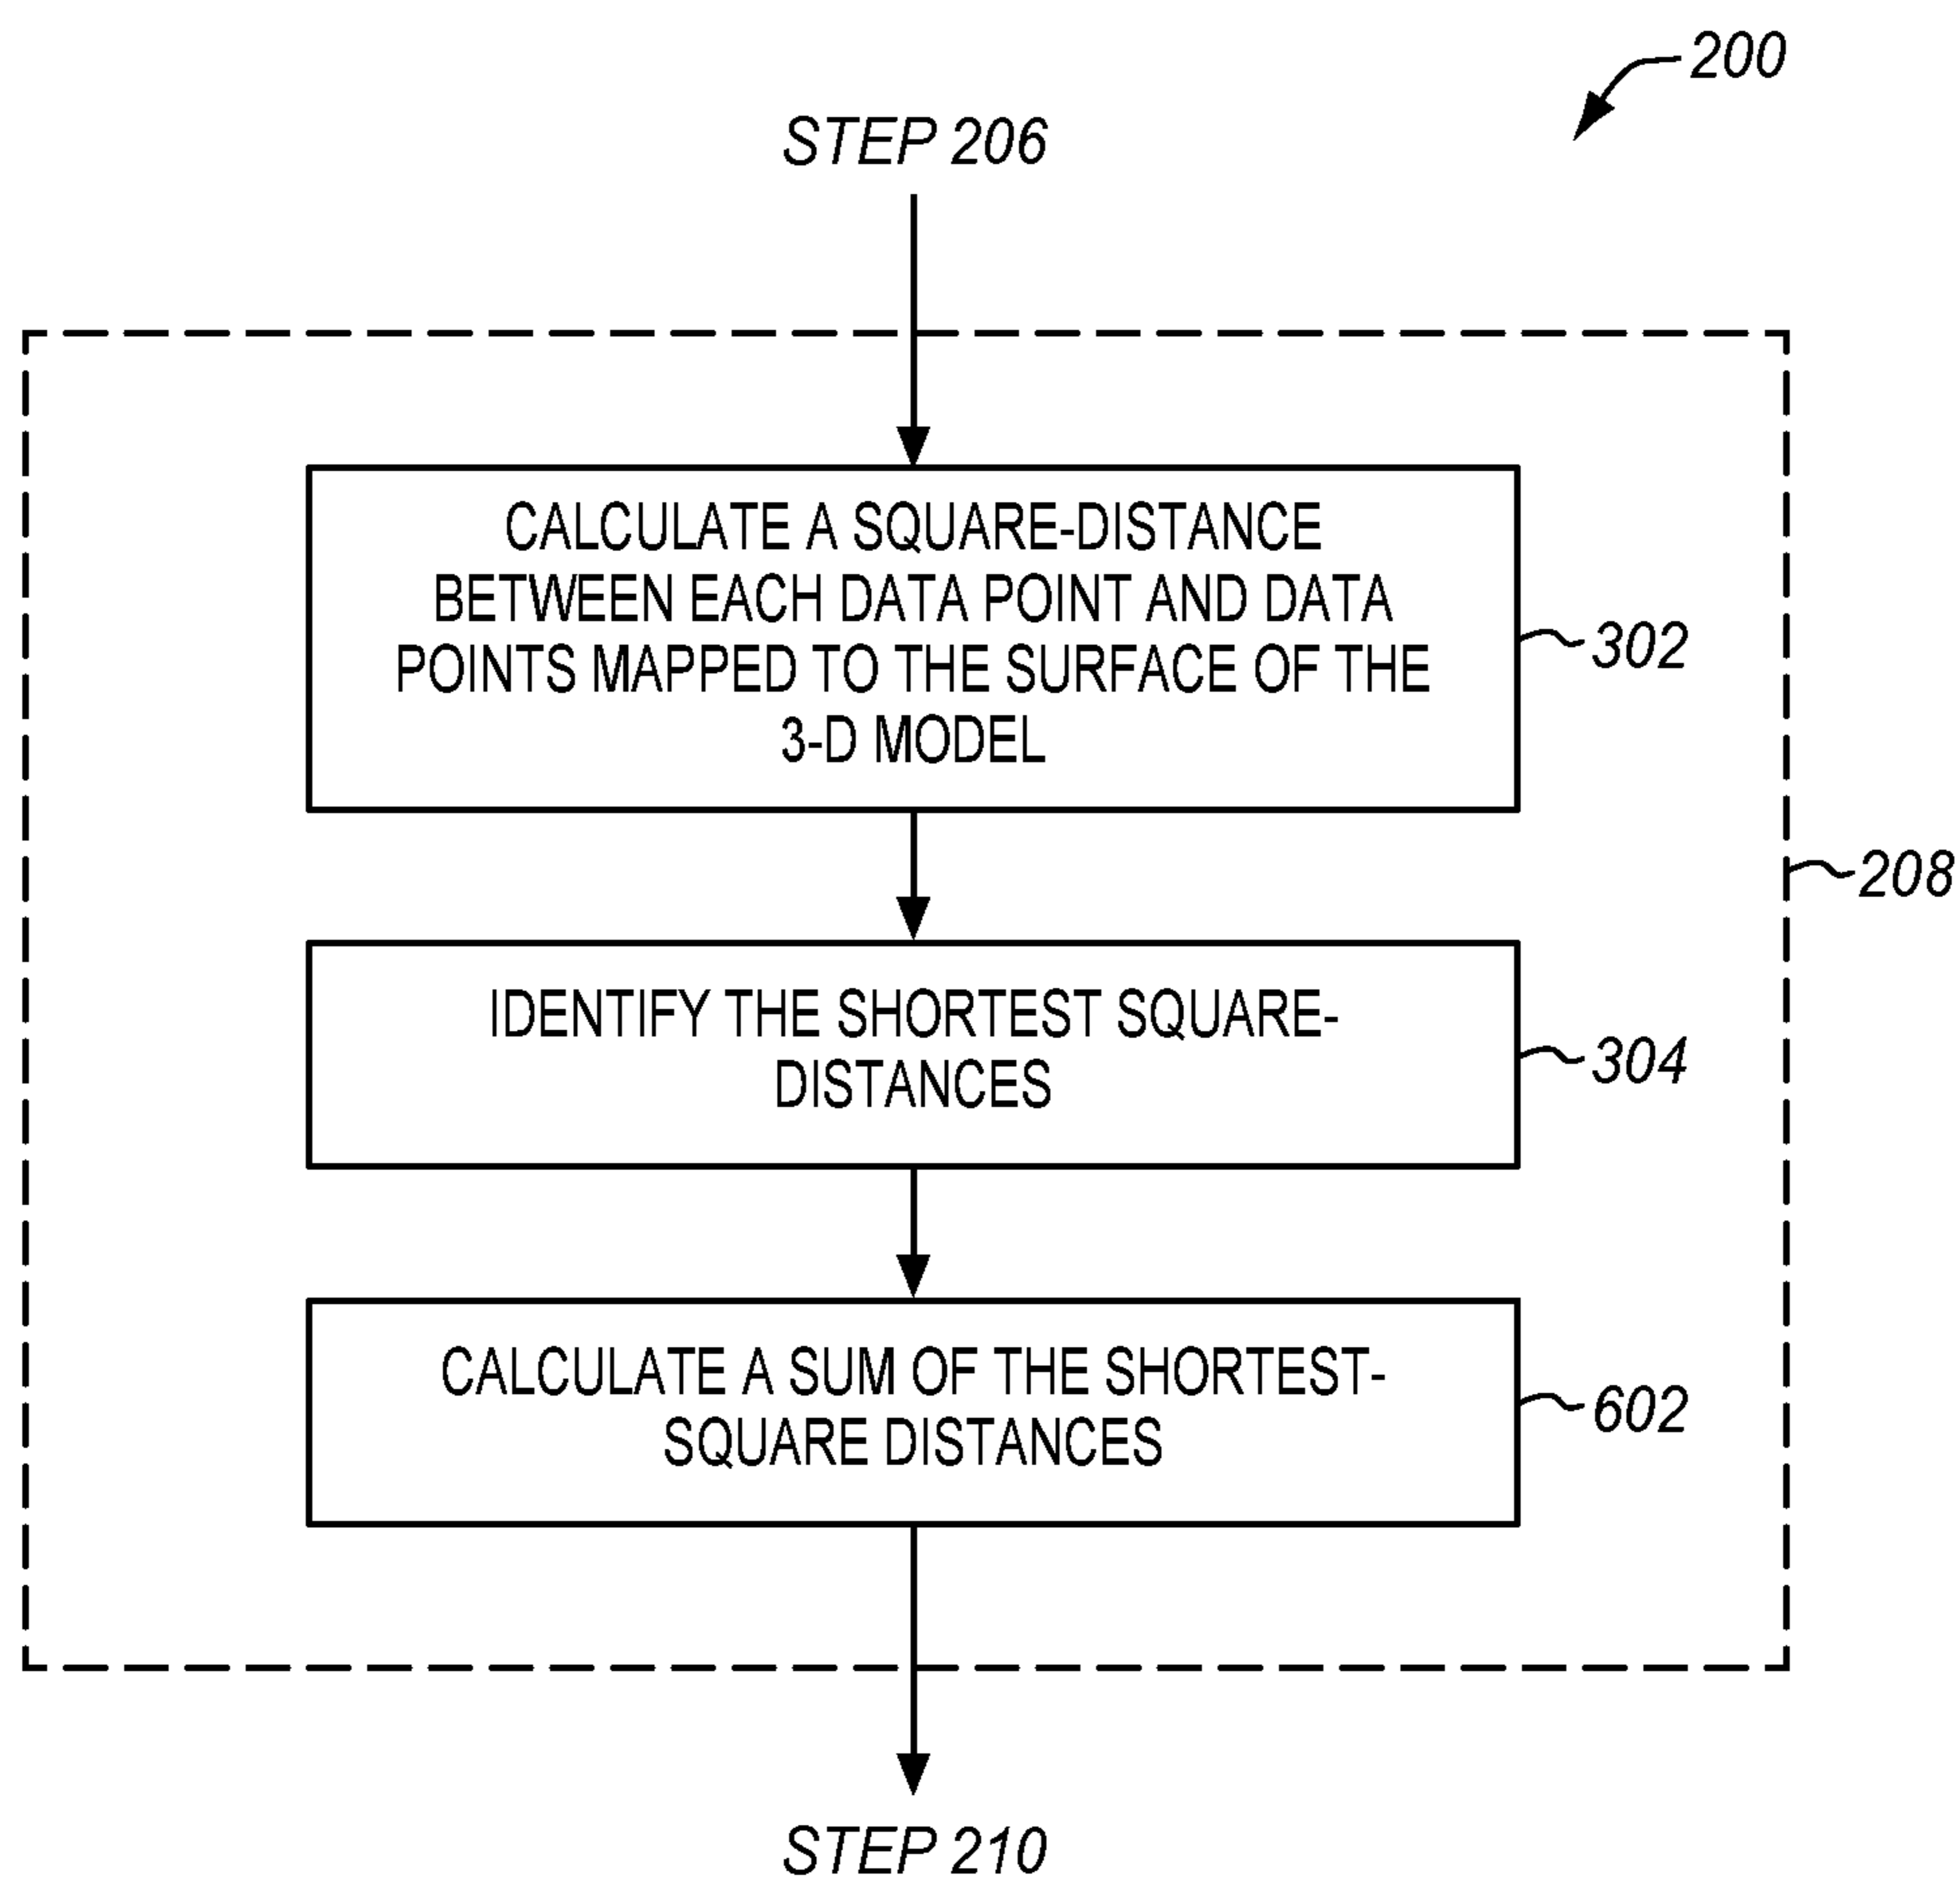 200
STEP 206
CALCULATE A SQUARE-DISTANCE
BETWEEN EACH DATA POINT AND DATA
POINTS MAPPED TO THE SURFACE OF THE
3-D MODEL
302
208
IDENTIFY THE SHORTEST SQUARE-
DISTANCES
304
CALCULATE A SUM OF THE SHORTEST-
SQUARE DISTANCES
602
STEP 210